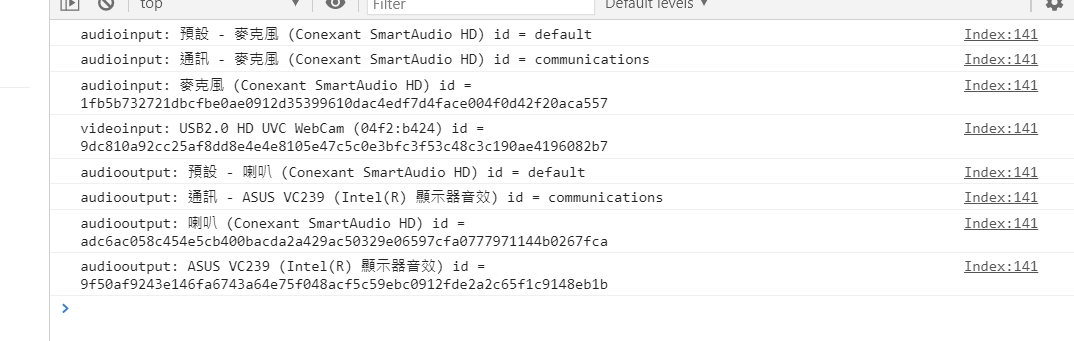 top
Filter
Default levels ▼
audioinput: 預設 - 麥克風 (Conexant SmartAudio HD) id = default Index:141
audioinput: 通訊 - 麥克風 (Conexant SmartAudio HD) id = communications Index:141
audioinput: 麥克風 (Conexant SmartAudio HD) id = Index:141
1fb5b732721dbcfbe0ae0912d35399610dac4edf7d4face004f0d42f20aca557
videoinput: USB2.0 HD UVC WebCam (04f2:b424) id = Index:141
9dc810a92cc25af8dd8e4e4e8105e47c5c0e3bfc3f53c48c3c190ae4196082b7
audiooutput: 預設 - 喇叭 (Conexant SmartAudio HD) id = default Index:141
audiooutput: 通訊 - ASUS VC239 (Intel(R) 顯示器音效) id = communications Index:141
audiooutput: 喇叭 (Conexant SmartAudio HD) id = Index:141
adc6ac058c454e5cb400bacda2a429ac50329e06597cfa0777971144b0267fca
audiooutput: ASUS VC239 (Intel(R) 顯示器音效) id = Index:141
9f50af9243e146fa6743a64e75f048acf5c59ebc0912fde2a2c65f1c9148eb1b